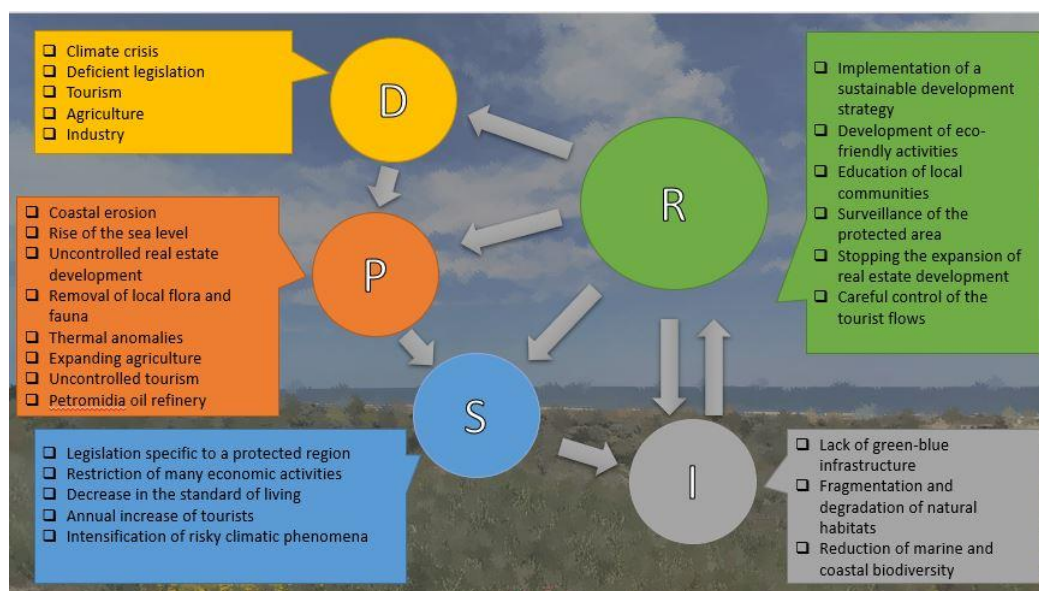 ❑ Climate crisis
❑ Deficient legislation
❑ Tourism
❑ Agriculture
❑ Industry
D
❑ Implementation of a
sustainable development
strategy
❑ Development of eco-
friendly activities
❑ Education of local
communities
❑ Surveillance of the
protected area
❑ Stopping the expansion of
real estate development
❑ Careful control of the
tourist flows
R
❑ Coastal erosion
❑ Rise of the sea level
❑ Uncontrolled real estate
development
❑ Removal of local flora and
fauna
❑ Thermal anomalies
❑ Expanding agriculture
❑ Uncontrolled tourism
❑ Petromidia oil refinery
P
S
❑ Legislation specific to a protected region
❑ Restriction of many economic activities
❑ Decrease in the standard of living
❑ Annual increase of tourists
❑ Intensification of risky climatic phenomena
I
❑ Lack of green-blue
infrastructure
❑ Fragmentation and
degradation of natural
habitats
❑ Reduction of marine and
coastal biodiversity